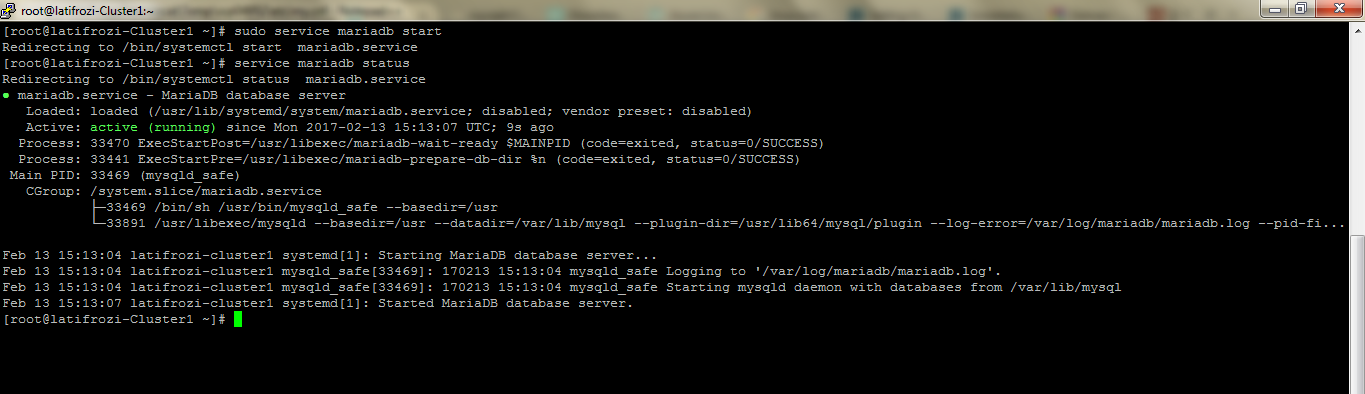 root@latifrozi-Cluster1:~
[root@latifrozi-Cluster1 ~]# sudo service mariadb start
Redirecting to /bin/systemctl start  mariadb.service
[root@latifrozi-Cluster1 ~]# service mariadb status
Redirecting to /bin/systemctl status  mariadb.service
● mariadb.service - MariaDB database server
   Loaded: loaded (/usr/lib/systemd/system/mariadb.service; disabled; vendor preset: disabled)
   Active: active (running) since Mon 2017-02-13 15:13:07 UTC; 9s ago
  Process: 33470 ExecStartPost=/usr/libexec/mariadb-wait-ready $MAINPID (code=exited, status=0/SUCCESS)
  Process: 33441 ExecStartPre=/usr/libexec/mariadb-prepare-db-dir %n (code=exited, status=0/SUCCESS)
 Main PID: 33469 (mysqld_safe)
   CGroup: /system.slice/mariadb.service
           ├─33469 /bin/sh /usr/bin/mysqld_safe --basedir=/usr
           └─33891 /usr/libexec/mysqld --basedir=/usr --datadir=/var/lib/mysql --plugin-dir=/usr/lib64/mysql/plugin --log-error=/var/log/mariadb/mariadb.log --pid-fi...
Feb 13 15:13:04 latifrozi-cluster1 systemd[1]: Starting MariaDB database server...
Feb 13 15:13:04 latifrozi-cluster1 mysqld_safe[33469]: 170213 15:13:04 mysqld_safe Logging to '/var/log/mariadb/mariadb.log'.
Feb 13 15:13:04 latifrozi-cluster1 mysqld_safe[33469]: 170213 15:13:04 mysqld_safe Starting mysqld daemon with databases from /var/lib/mysql
Feb 13 15:13:07 latifrozi-cluster1 systemd[1]: Started MariaDB database server.
[root@latifrozi-Cluster1 ~]#